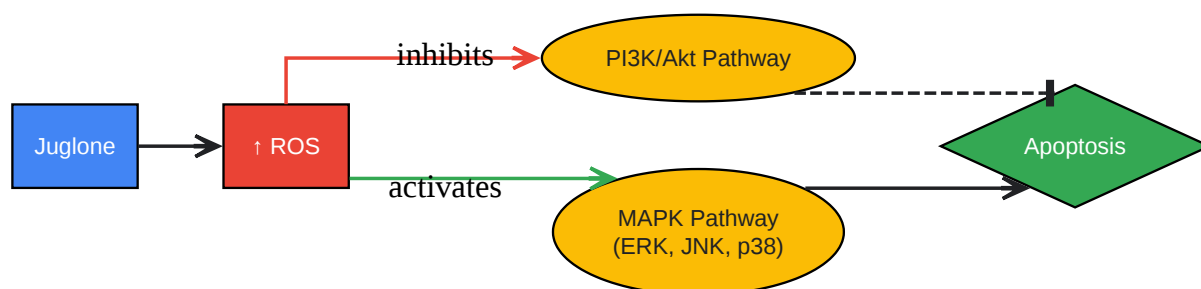 inhibits
PI3K/Akt Pathway
Juglone
↑ ROS
Apoptosis
activates
MAPK Pathway
(ERK, JNK, p38)